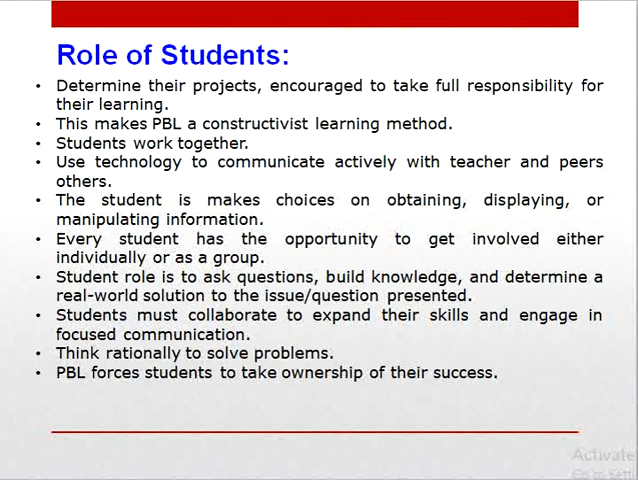 Role of Students:
• Determine their projects, encouraged to take full responsibility for
their learning.
• This makes PBL a constructivist learning method.
• Students work together.
• Use technology to communicate actively with teacher and peers
others.
• The student is makes choices on obtaining, displaying, or
manipulating information.
• Every student has the opportunity to get involved either
individually or as a group.
• Student role is to ask questions, build knowledge, and determine a
real-world solution to the issue/question presented.
• Students must collaborate to expand their skills and engage in
focused communication.
• Think rationally to solve problems.
• PBL forces students to take ownership of their success.
Activate
Go to Setti